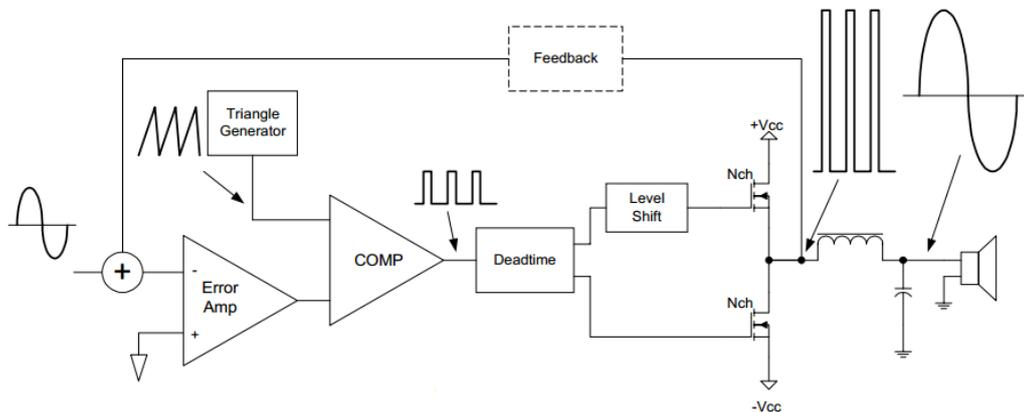 Feedback
Triangle
Generator
+Vcc
Nch
Level
Shift
+
-
Error
Amp
+
COMP
Deadtime
Nch
-Vcc